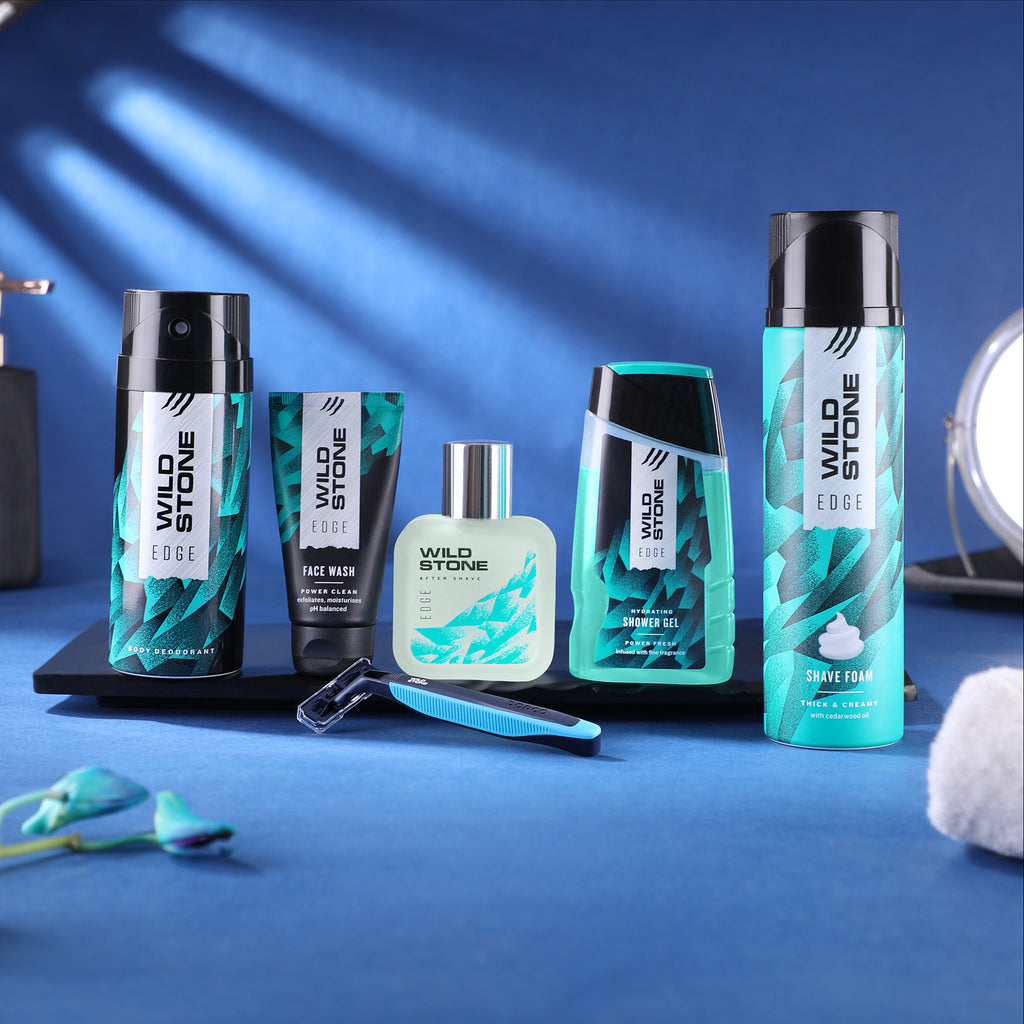 WILD
STONE
EDGE
BODY DEODORANT
WILD
STONE
EDGE
FACE WASH
POWER CLEAN
exfoliates, moisturises
pH balanced
WILD
STONE
AFTER SHAVE
EDGE
WILD
STONE
EDGE
HYDRATING
SHOWER GEL
POWER FRESH
infused with fine fragrance
WILD
STONE
EDGE
SHAVE FOAM
THICK & CREAMY
with cedarwood oil